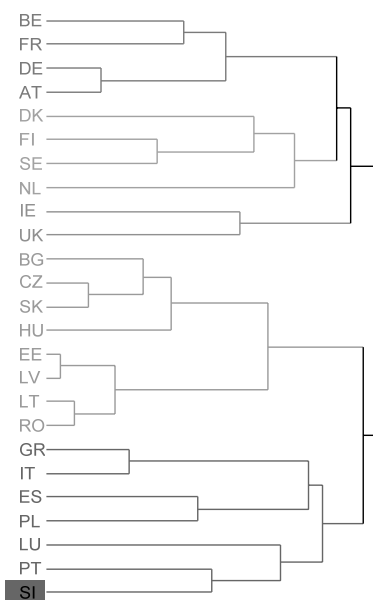 BE
FR
DE
AT
DK
FI
SE
NL
IE
UK
BG
CZ
SK
HU
EE
LV
LT
RO
GR
IT
ES
PL
LU
PT
SI